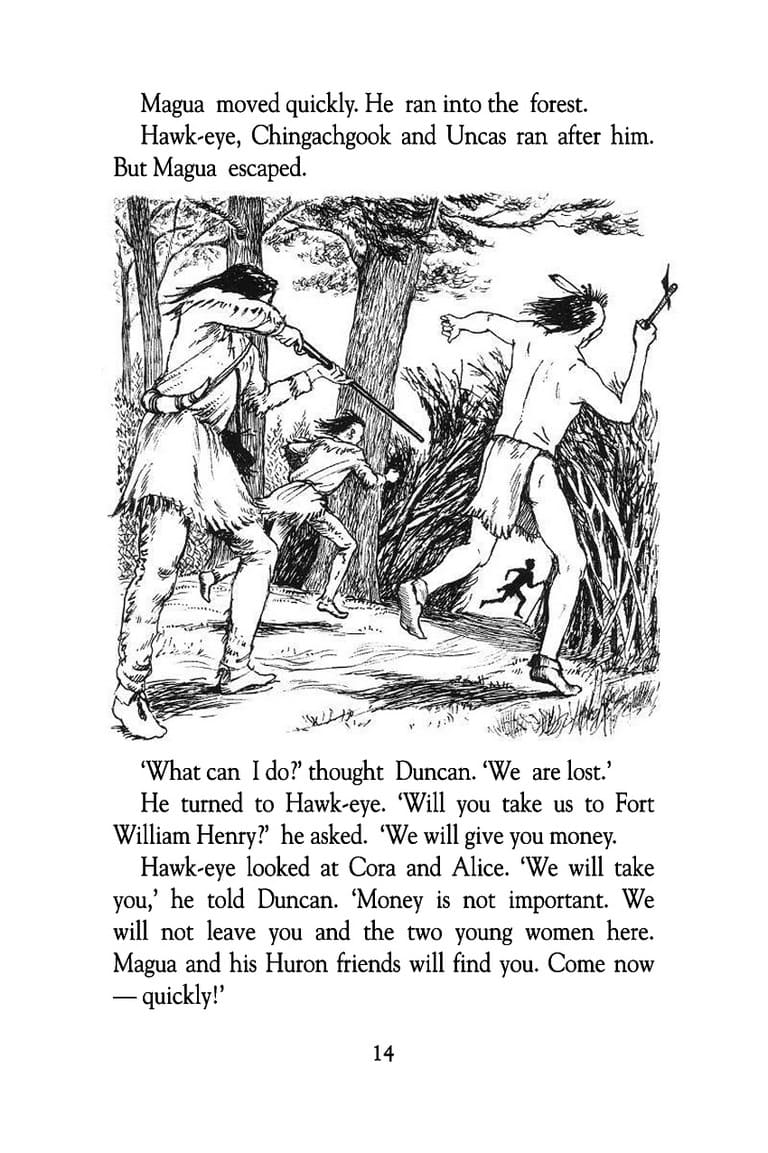 Magua moved quickly. He ran into the forest.
Hawk-eye, Chingachgook and Uncas ran after him.
But Magua escaped.
‘What can I do?’ thought Duncan. ‘We are lost.’
He turned to Hawk-eye. ‘Will you take us to Fort
William Henry?’ he asked. ‘We will give you money.
Hawk-eye looked at Cora and Alice. ‘We will take
you,’ he told Duncan. ‘Money is not important. We
will not leave you and the two young women here.
Magua and his Huron friends will find you. Come now
— quickly!’
14